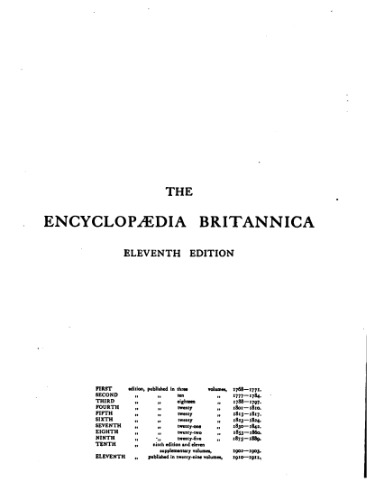 THE
ENCYCLOPÆDIA BRITANNICA
ELEVENTH EDITION
FIRST edition, published in three volumes, 1768—1771.
SECOND „ „ ten „ 1777—1784.
THIRD „ „ eighteen „ 1788—1797.
FOURTH „ „ twenty „ 1801—1810.
FIFTH „ „ twenty „ 1815—1817.
SIXTH „ „ twenty „ 1823—1824.
SEVENTH „ „ twenty-one „ 1830—1842.
EIGHTH „ „ twenty-two „ 1853—1860.
NINTH „ „ twenty-five „ 1875—1889.
TENTH „ ninth edition and eleven
supplementary volumes, 1902—1903.
ELEVENTH „ published in twenty-nine volumes, 1910—1911.